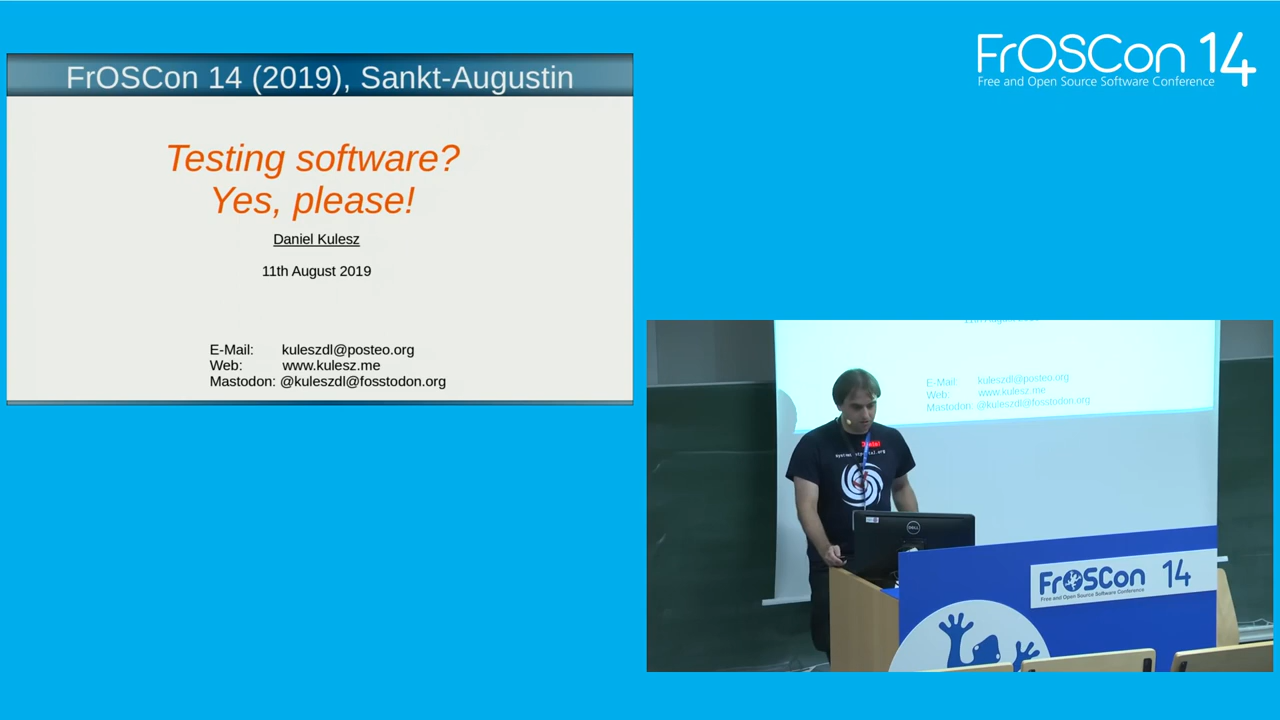 FrOSCon 14
Free and Open Source Software Conference
FrOSCon 14 (2019), Sankt-Augustin
Testing software?
Yes, please!
Daniel Kulesz
11th August 2019
E-Mail: kuleszdl@posteo.org
Web: www.kulesz.me
Mastodon: @kuleszdl@fosstodon.org
E-Mail: kuleszdl@posteo.org
Web: www.kulesz.me
Mastodon: @kuleszdl@fosstodon.org
DELL
FrOSCon 14
Free and Open Source Software Conference